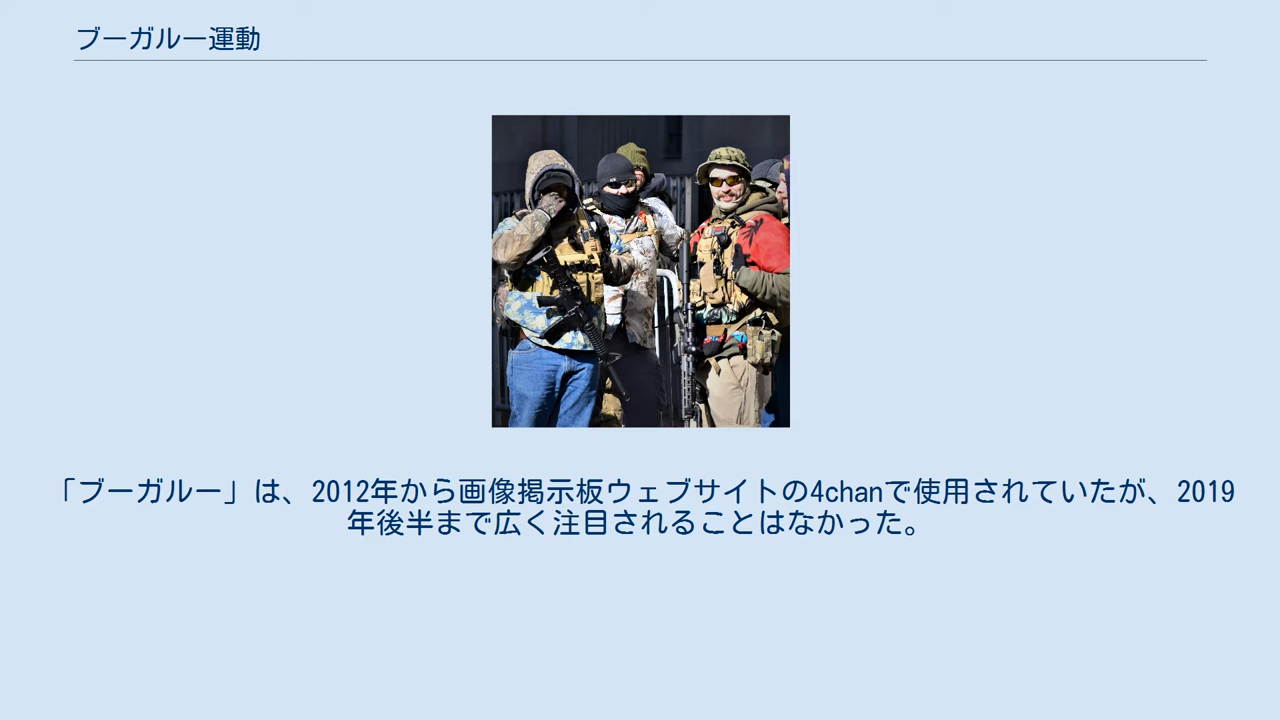 ブーガルー運動
「ブーガルー」は、2012年から画像掲示板ウェブサイトの4chanで使用されていたが、2019
年後半まで広く注目されることはなかった。